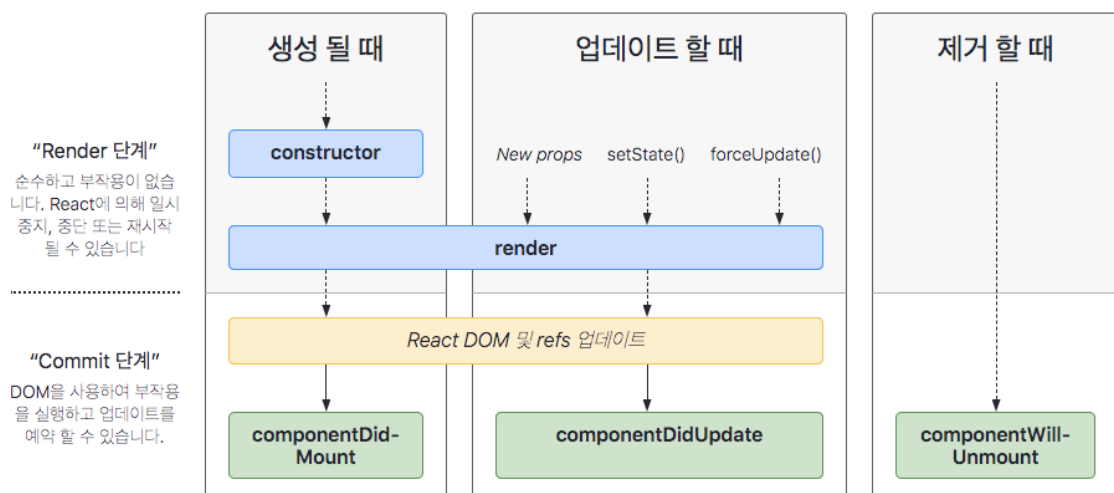 생성 될 때
업데이트 할 때
제거 할 때
“Render 단계”
순수하고 부작용이 없습
니다. React에 의해 일시
중지, 중단 또는 재시작
될 수 있습니다
constructor
New props
setState()
forceUpdate()
render
“Commit 단계”
DOM을 사용하여 부작용
을 실행하고 업데이트를
예약 할 수 있습니다.
React DOM 및 refs 업데이트
componentDid-
Mount
componentDidUpdate
componentWill-
Unmount